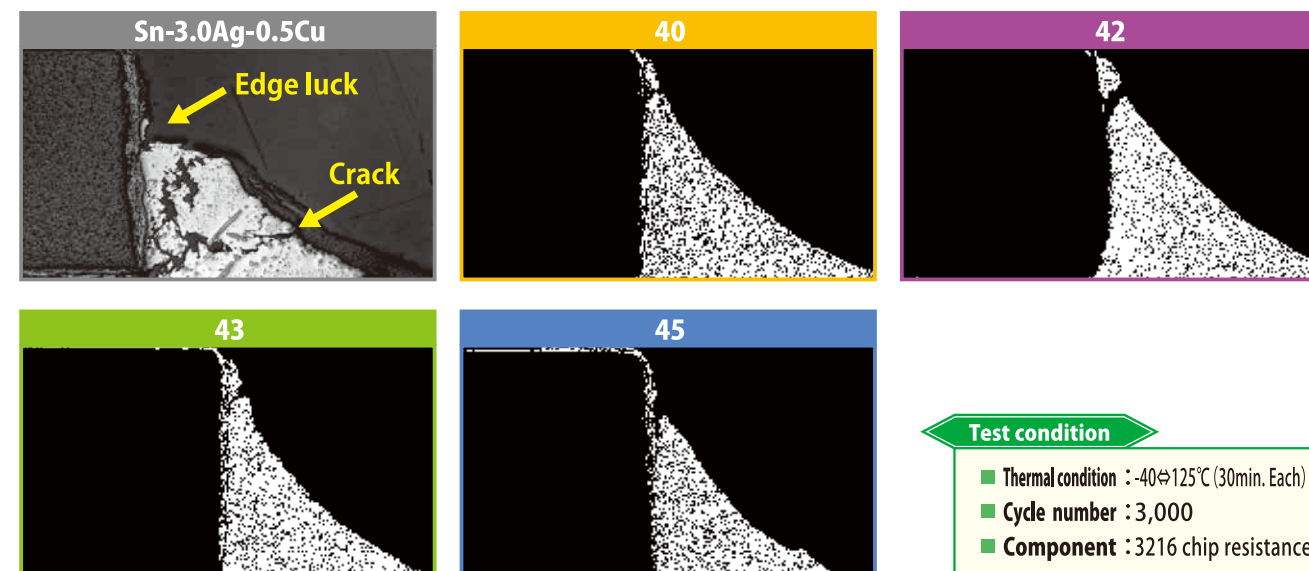 Sn-3.0Ag-0.5Cu
Edge luck
Crack
40
42
43
45
Test condition
■ Thermal condition :-40⇔125℃ (30min. Each)
■ Cycle number :3,000
■ Component :3216 chip resistance